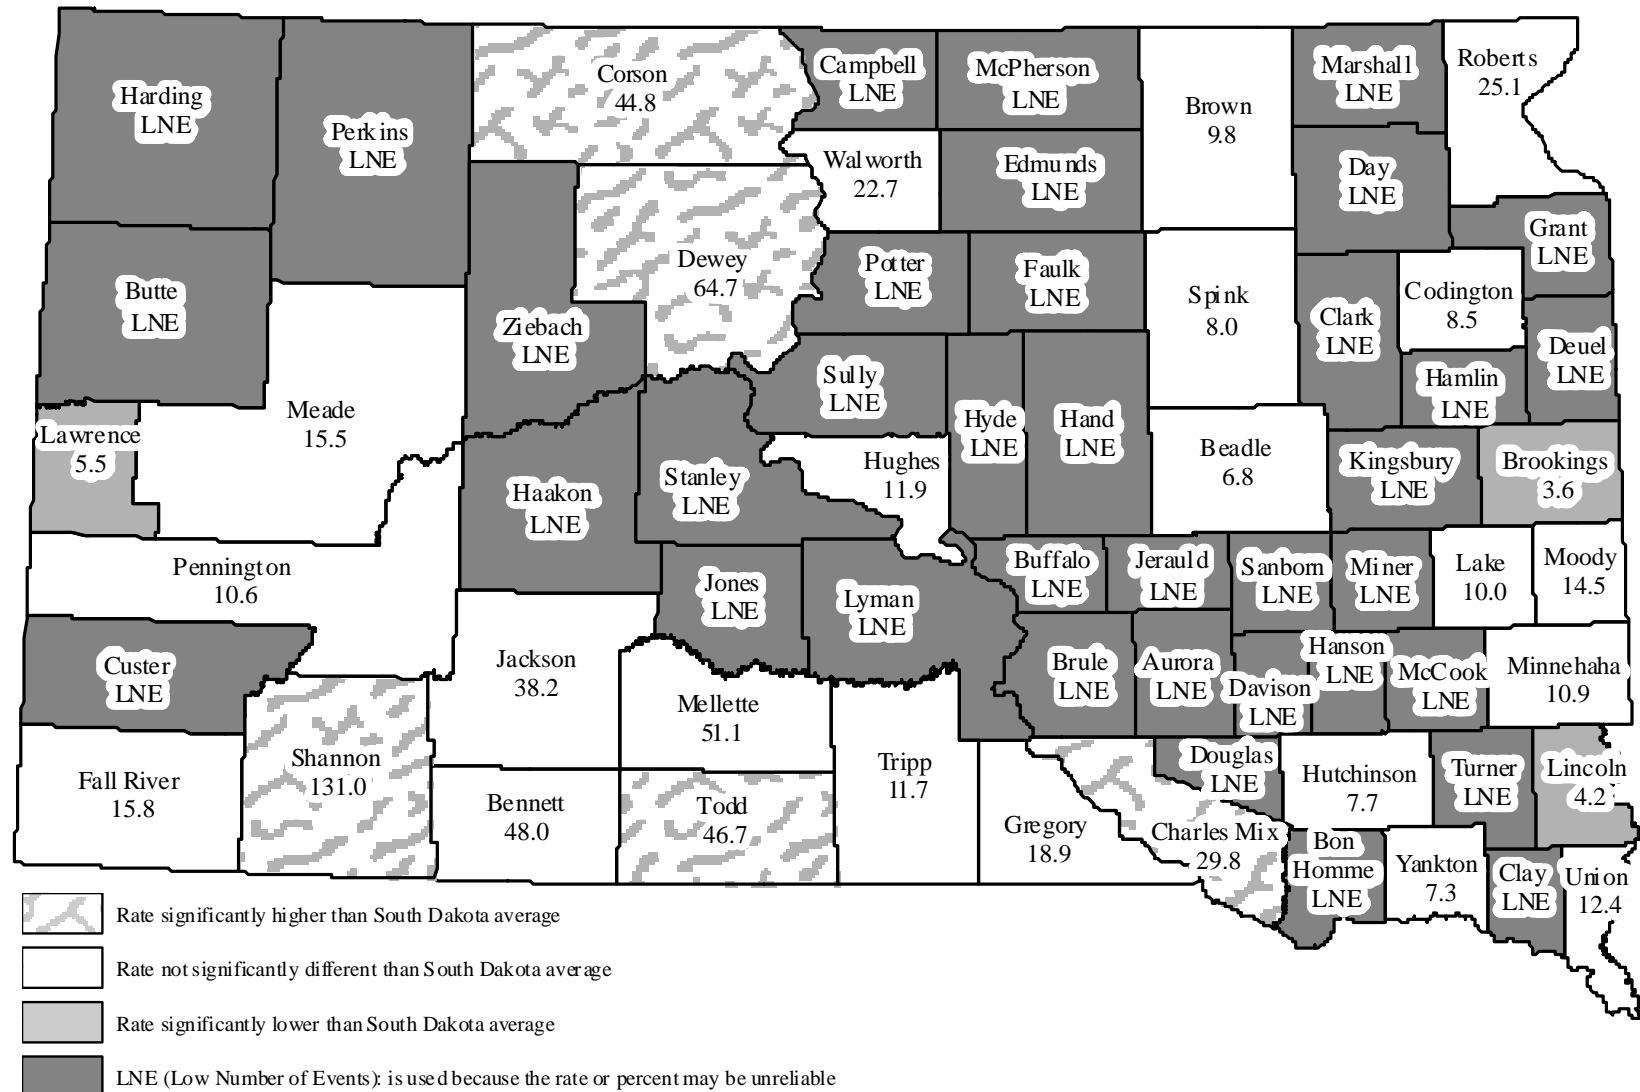 Harding
LNE
Perkins
LNE
Corson
44.8
Campbell
LNE
McPherson
LNE
Brown
9.8
Marshall
LNE
Roberts
25.1
Walworth
22.7
Edmunds
LNE
Day
LNE
Grant
LNE
Butte
LNE
Ziebach
LNE
Dewey
64.7
Potter
LNE
Faulk
LNE
Spink
8.0
Clark
LNE
Codington
8.5
Deuel
LNE
Hamlin
LNE
Meade
15.5
Lawrence
5.5
Sully
LNE
Hyde
LNE
Hand
LNE
Beadle
6.8
Kingsbury
LNE
Brookings
3.6
Haakon
LNE
Stanley
LNE
Hughes
11.9
Pennington
10.6
Jones
LNE
Lyman
LNE
Buffalo
LNE
Jerauld
LNE
Sanborn
LNE
Miner
LNE
Lake
10.0
Moody
14.5
Custer
LNE
Jackson
38.2
Mellette
51.1
Brule
LNE
Aurora
LNE
Davison
LNE
Hanson
LNE
McCook
LNE
Minnehaha
10.9
Fall River
15.8
Shannon
131.0
Bennett
48.0
Todd
46.7
Tripp
11.7
Gregory
18.9
Charles Mix
29.8
Douglas
LNE
Hutchinson
7.7
Turner
LNE
Lincoln
4.2
Bon
Homme
LNE
Yankton
7.3
Clay
LNE
Union
12.4
Rate significantly higher than South Dakota average
Rate not significantly different than South Dakota average
Rate significantly lower than South Dakota average
LNE (Low Number of Events): is used because the rate or percent may be unreliable